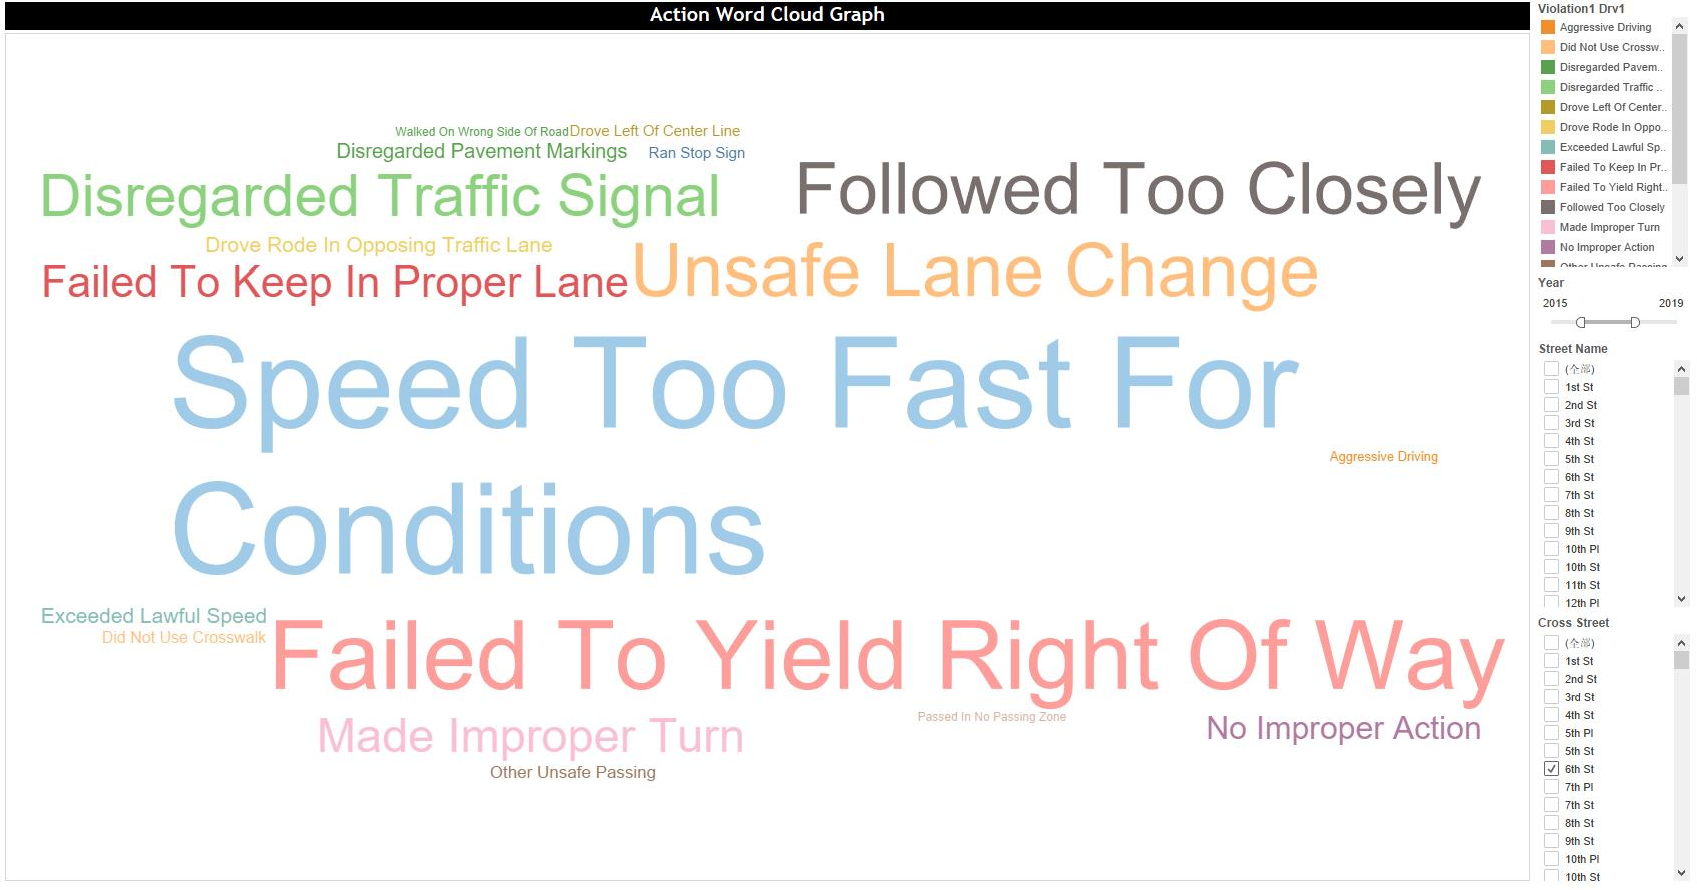 Action Word Cloud Graph
Walked On Wrong Side Of Road
Drove Left Of Center Line
Disregarded Pavement Markings
Ran Stop Sign
Disregarded Traffic Signal
Followed Too Closely
Drove Rode In Opposing Traffic Lane
Failed To Keep In Proper Lane
Unsafe Lane Change
Speed Too Fast For
Conditions
Aggressive Driving
Exceeded Lawful Speed
Did Not Use Crosswalk
Failed To Yield Right Of Way
Made Improper Turn
Passed In No Passing Zone
No Improper Action
Other Unsafe Passing
Violation1 Drv1
Aggressive Driving
Did Not Use Crossw..
Disregarded Pavem..
Disregarded Traffic ..
Drove Left Of Center..
Drove Rode In Oppo..
Exceeded Lawful Sp..
Failed To Keep In Pr..
Failed To Yield Right..
Followed Too Closely
Made Improper Turn
No Improper Action
Other Unsafe Passing
Year
2015 2019
Street Name
(全部)
1st St
2nd St
3rd St
4th St
5th St
6th St
7th St
8th St
9th St
10th Pl
10th St
11th St
12th Pl
Cross Street
(全部)
1st St
2nd St
3rd St
4th St
5th Pl
5th St
6th St
7th Pl
7th St
8th St
9th St
10th Pl
10th St